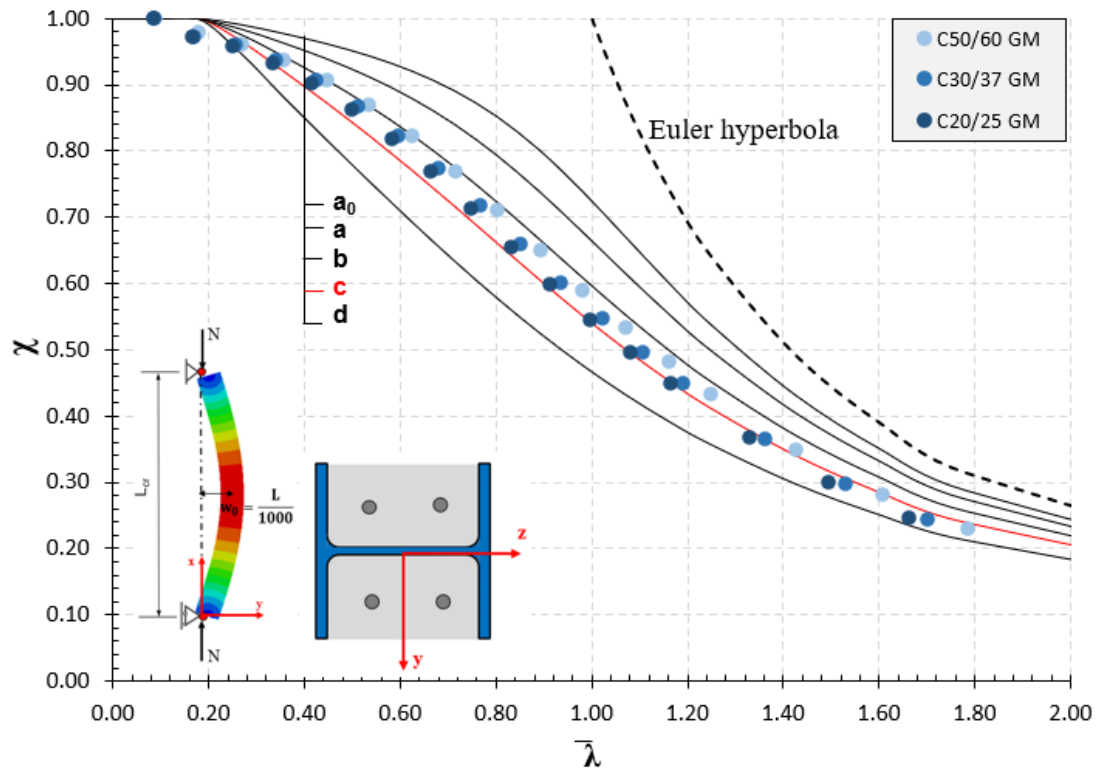 1.00
0.90
0.80
0.70
0.60
0.50
0.40
0.30
0.20
0.10
0.00
χ
C50/60 GM
C30/37 GM
C20/25 GM
Euler hyperbola
a₀
a
b
c
d
N
L_cr
w₀ = L/1000
x
y
N
z
y
0.00 0.20 0.40 0.60 0.80 1.00 1.20 1.40 1.60 1.80 2.00
λ̅